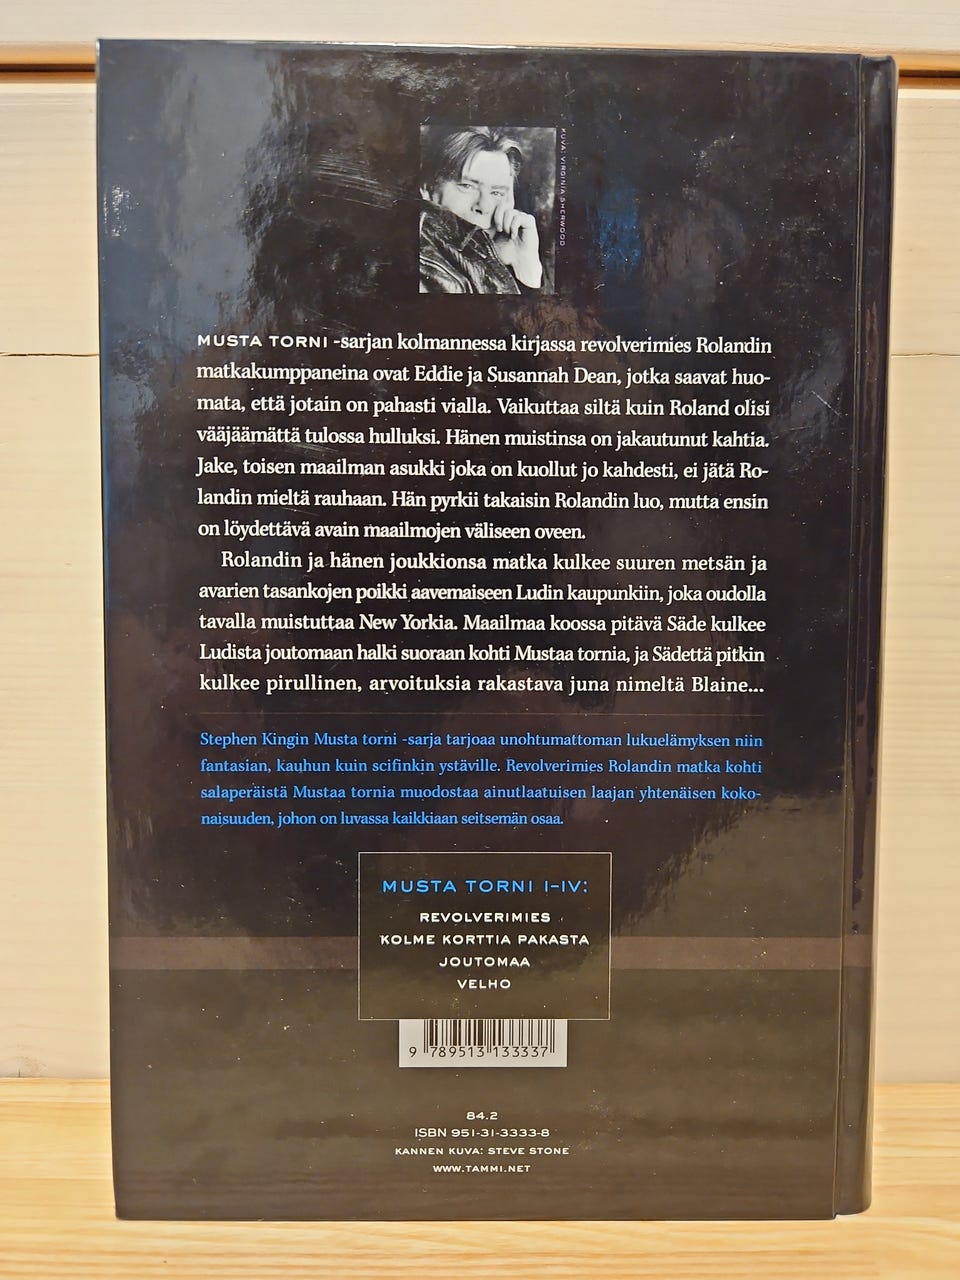 KUVA: VIRGINIA SHERWOOD
MUSTA TORNI -sarjan kolmannessa kirjassa revolverimies Rolandin
matkakumppaneina ovat Eddie ja Susannah Dean, jotka saavat huo-
mata, että jotain on pahasti vialla. Vaikuttaa siltä kuin Roland olisi
vääjäämättä tulossa hulluksi. Hänen muistinsa on jakautunut kahtia.
Jake, toisen maailman asukki joka on kuollut jo kahdesti, ei jätä Ro-
landin mieltä rauhaan. Hän pyrkii takaisin Rolandin luo, mutta ensin
on löydettävä avain maailmojen väliseen oveen.
Rolandin ja hänen joukkionsa matka kulkee suuren metsän ja
avarien tasankojen poikki aavemaiseen Ludin kaupunkiin, joka oudolla
tavalla muistuttaa New Yorkia. Maailmaa koossa pitävä Säde kulkee
Ludista joutomaan halki suoraan kohti Mustaa tornia, ja Sädettä pitkin
kulkee pirullinen, arvoituksia rakastava juna nimeltä Blaine...
Stephen Kingin Musta torni -sarja tarjoaa unohtumattoman lukuelämyksen niin
fantasian, kauhun kuin scifinkin ystäville. Revolverimies Rolandin matka kohti
salaperäistä Mustaa tornia muodostaa ainutlaatuisen laajan yhtenäisen koko-
naisuuden, johon on luvassa kaikkiaan seitsemän osaa.
MUSTA TORNI I-IV:
REVOLVERIMIES
KOLME KORTTIA PAKASTA
JOUTOMAA
VELHO
9 789513 133337
84.2
ISBN 951-31-3333-8
KANNEN KUVA: STEVE STONE
WWW.TAMMI.NET